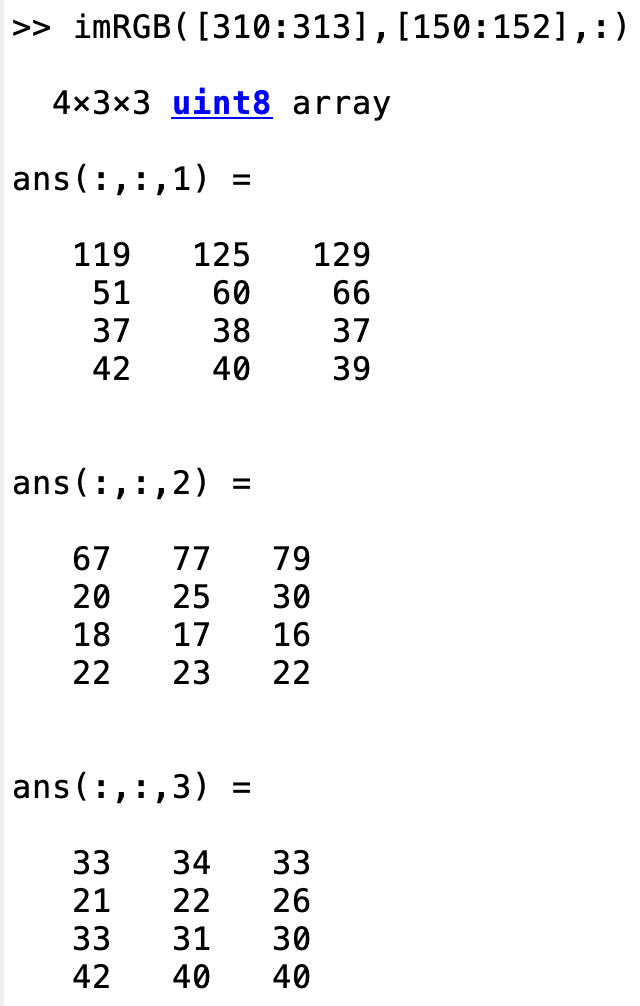 >> imRGB([310:313],[150:152],:)
4×3×3 uint8 array
ans(:,:,1) =
119 125 129
51 60 66
37 38 37
42 40 39
ans(:,:,2) =
67 77 79
20 25 30
18 17 16
22 23 22
ans(:,:,3) =
33 34 33
21 22 26
33 31 30
42 40 40